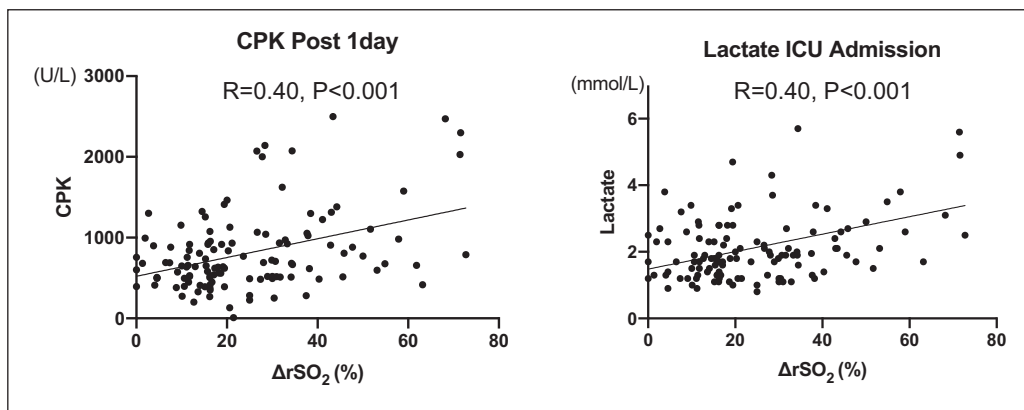 CPK Post 1day
(U/L)
R=0.40, P<0.001
3000
2000
1000
0
CPK
0 20 40 60 80
ΔrSO2 (%)
Lactate ICU Admission
(mmol/L)
R=0.40, P<0.001
6
4
2
0
Lactate
0 20 40 60 80
ΔrSO2 (%)